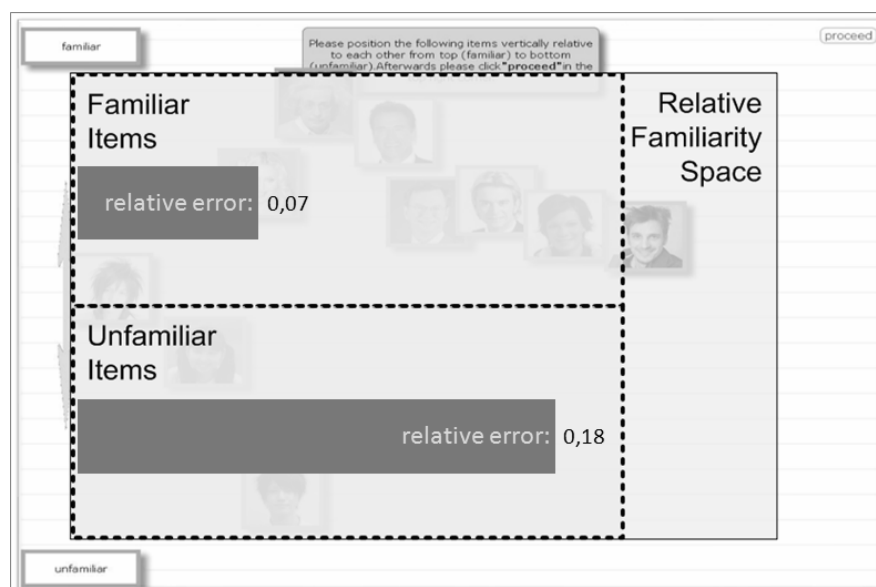 familiar
Please position the following items vertically relative
to each other from top (familiar) to bottom
(unfamiliar).Afterwards please click"proceed"in the
proceed
Familiar
Items
relative error: 0,07
Relative
Familiarity
Space
Unfamiliar
Items
relative error: 0,18
unfamiliar